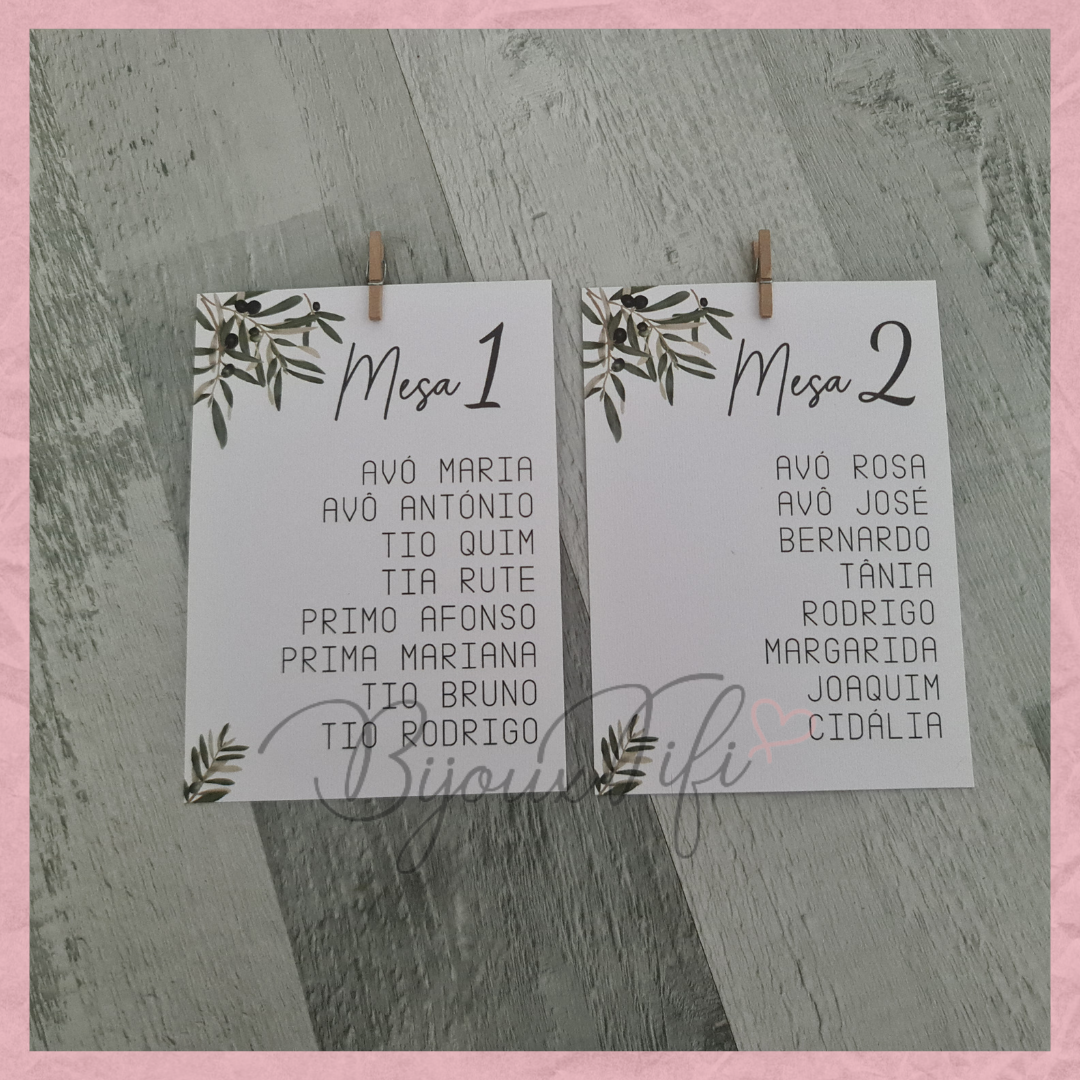 Mesa 1
AVÓ MARIA
AVÔ ANTÓNIO
TIO QUIM
TIA RUTE
PRIMO AFONSO
PRIMA MARIANA
TIO BRUNO
TIO RODRIGO
Mesa 2
AVÓ ROSA
AVÔ JOSÉ
BERNARDO
TÂNIA
RODRIGO
MARGARIDA
JOAQUIM
CIDÁLIA
BijouxFifi